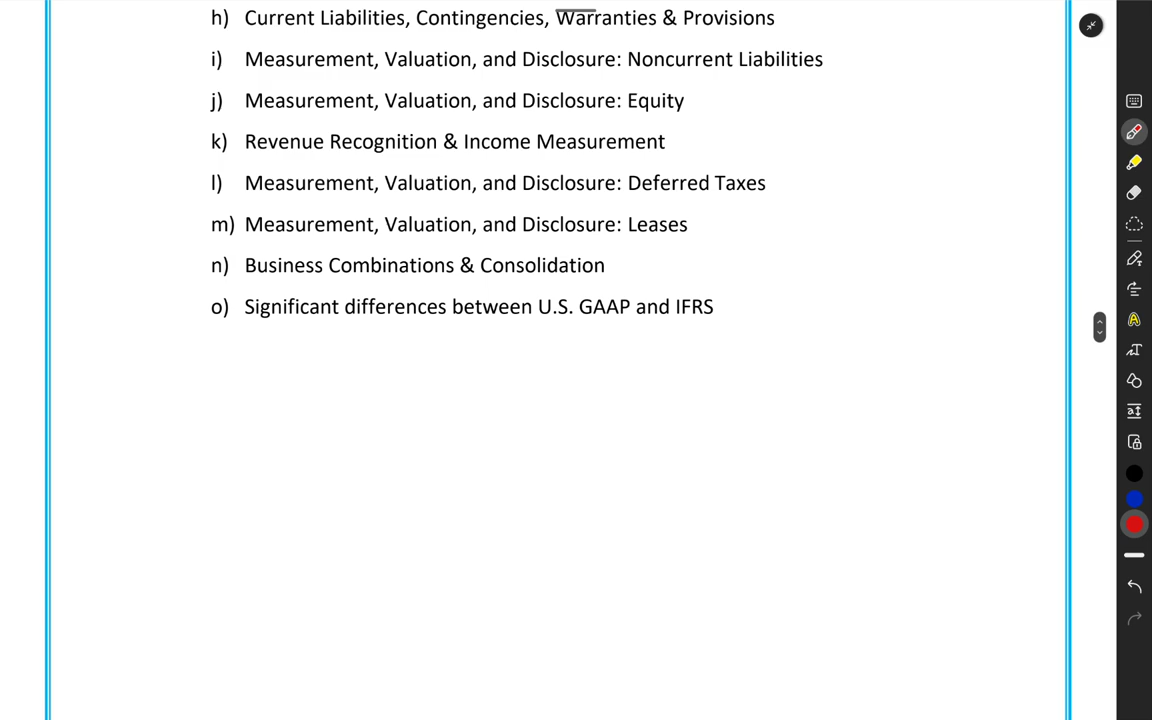 h) Current Liabilities, Contingencies, Warranties & Provisions
i) Measurement, Valuation, and Disclosure: Noncurrent Liabilities
j) Measurement, Valuation, and Disclosure: Equity
k) Revenue Recognition & Income Measurement
l) Measurement, Valuation, and Disclosure: Deferred Taxes
m) Measurement, Valuation, and Disclosure: Leases
n) Business Combinations & Consolidation
o) Significant differences between U.S. GAAP and IFRS